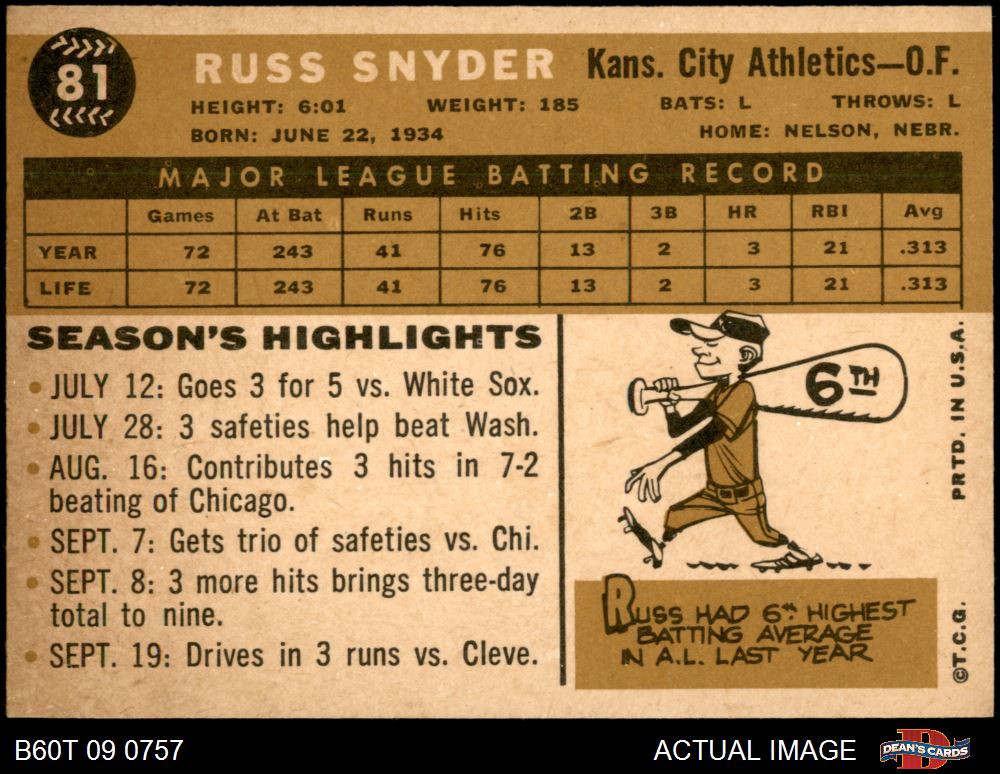 81
RUSS SNYDER
Kans. City Athletics—O.F.
HEIGHT: 6:01 WEIGHT: 185 BATS: L THROWS: L
BORN: JUNE 22, 1934 HOME: NELSON, NEBR.
MAJOR LEAGUE BATTING RECORD
Games At Bat Runs Hits 2B 3B HR RBI Avg
YEAR 72 243 41 76 13 2 3 21 .313
LIFE 72 243 41 76 13 2 3 21 .313
SEASON'S HIGHLIGHTS
• JULY 12: Goes 3 for 5 vs. White Sox.
• JULY 28: 3 safeties help beat Wash.
• AUG. 16: Contributes 3 hits in 7-2
beating of Chicago.
• SEPT. 7: Gets trio of safeties vs. Chi.
• SEPT. 8: 3 more hits brings three-day
total to nine.
• SEPT. 19: Drives in 3 runs vs. Cleve.
6TH
RUSS HAD 6TH HIGHEST
BATTING AVERAGE
IN A.L. LAST YEAR
©T.C.G. PRTD. IN U.S.A.
B60T 09 0757
ACTUAL IMAGE
DEAN'S CARDS